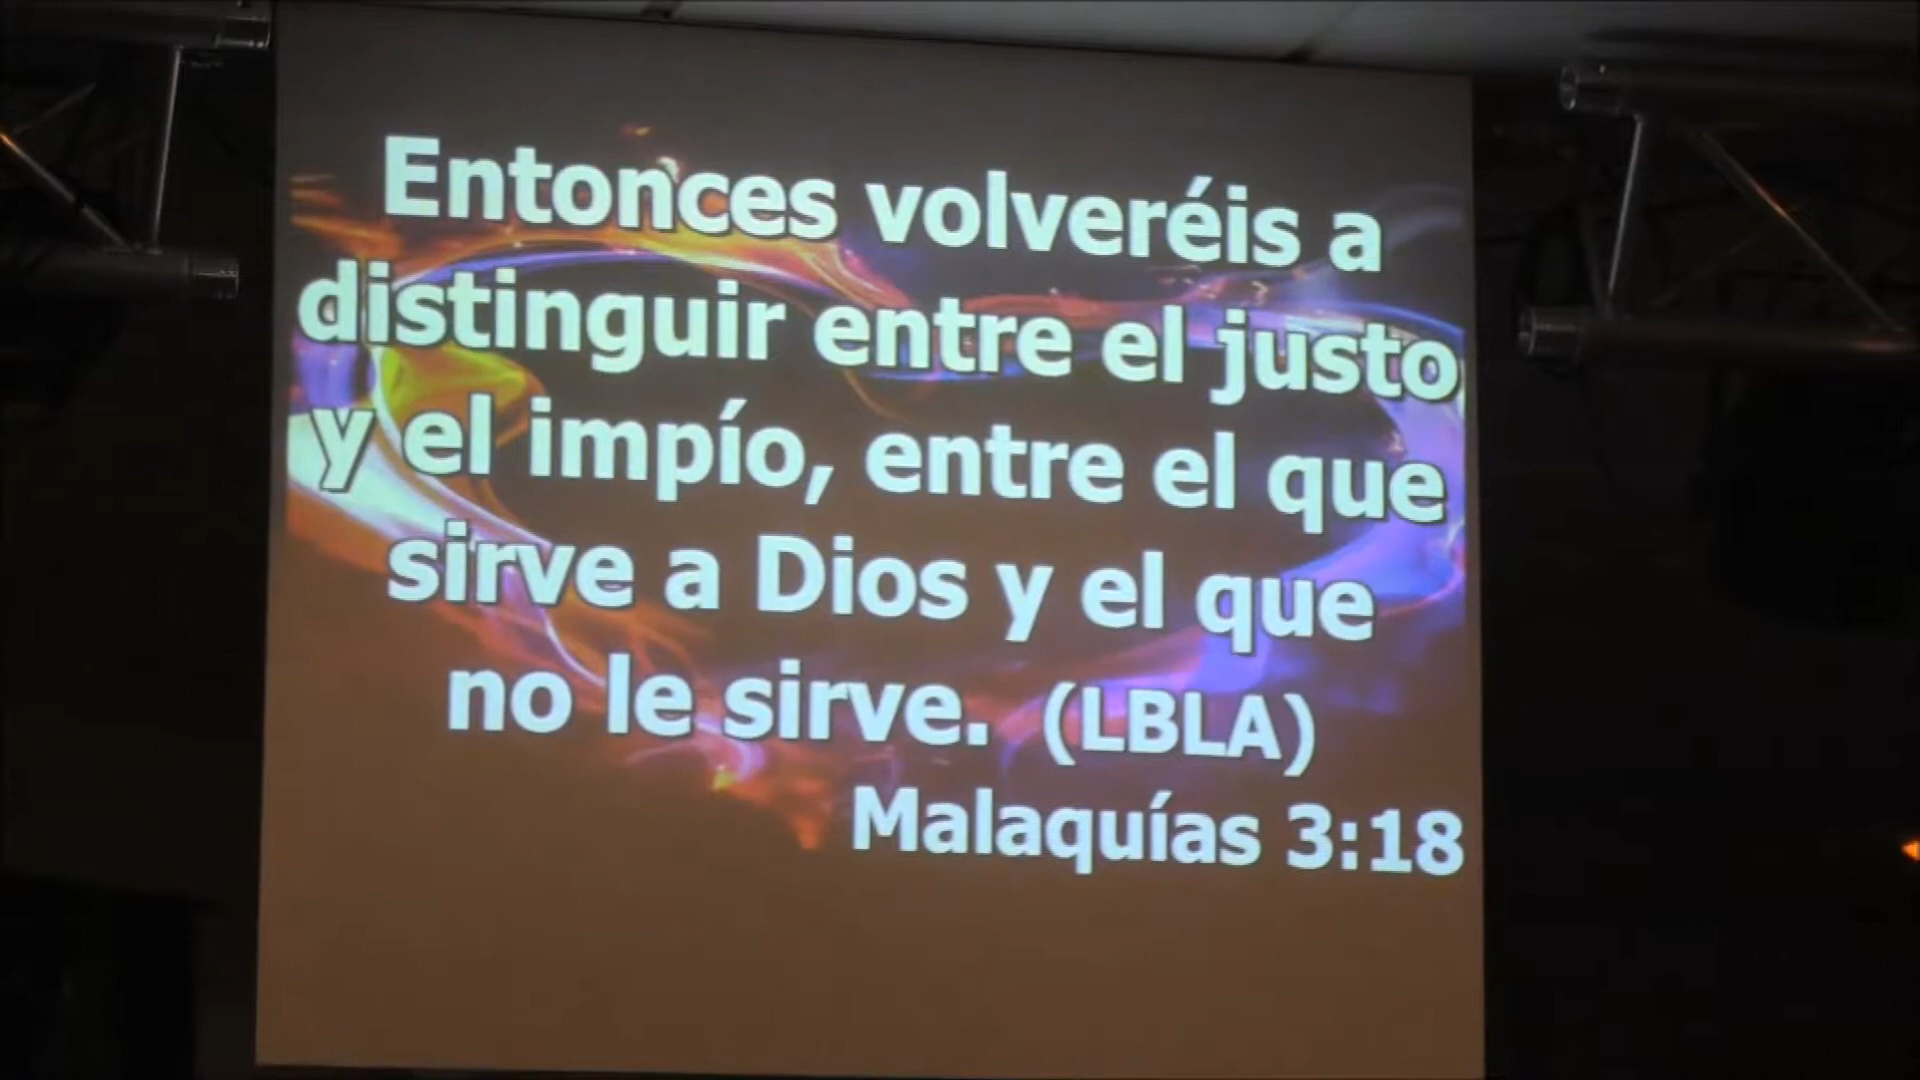 Entonces volveréis a
distinguir entre el justo
y el impío, entre el que
sirve a Dios y el que
no le sirve. (LBLA)
Malaquías 3:18